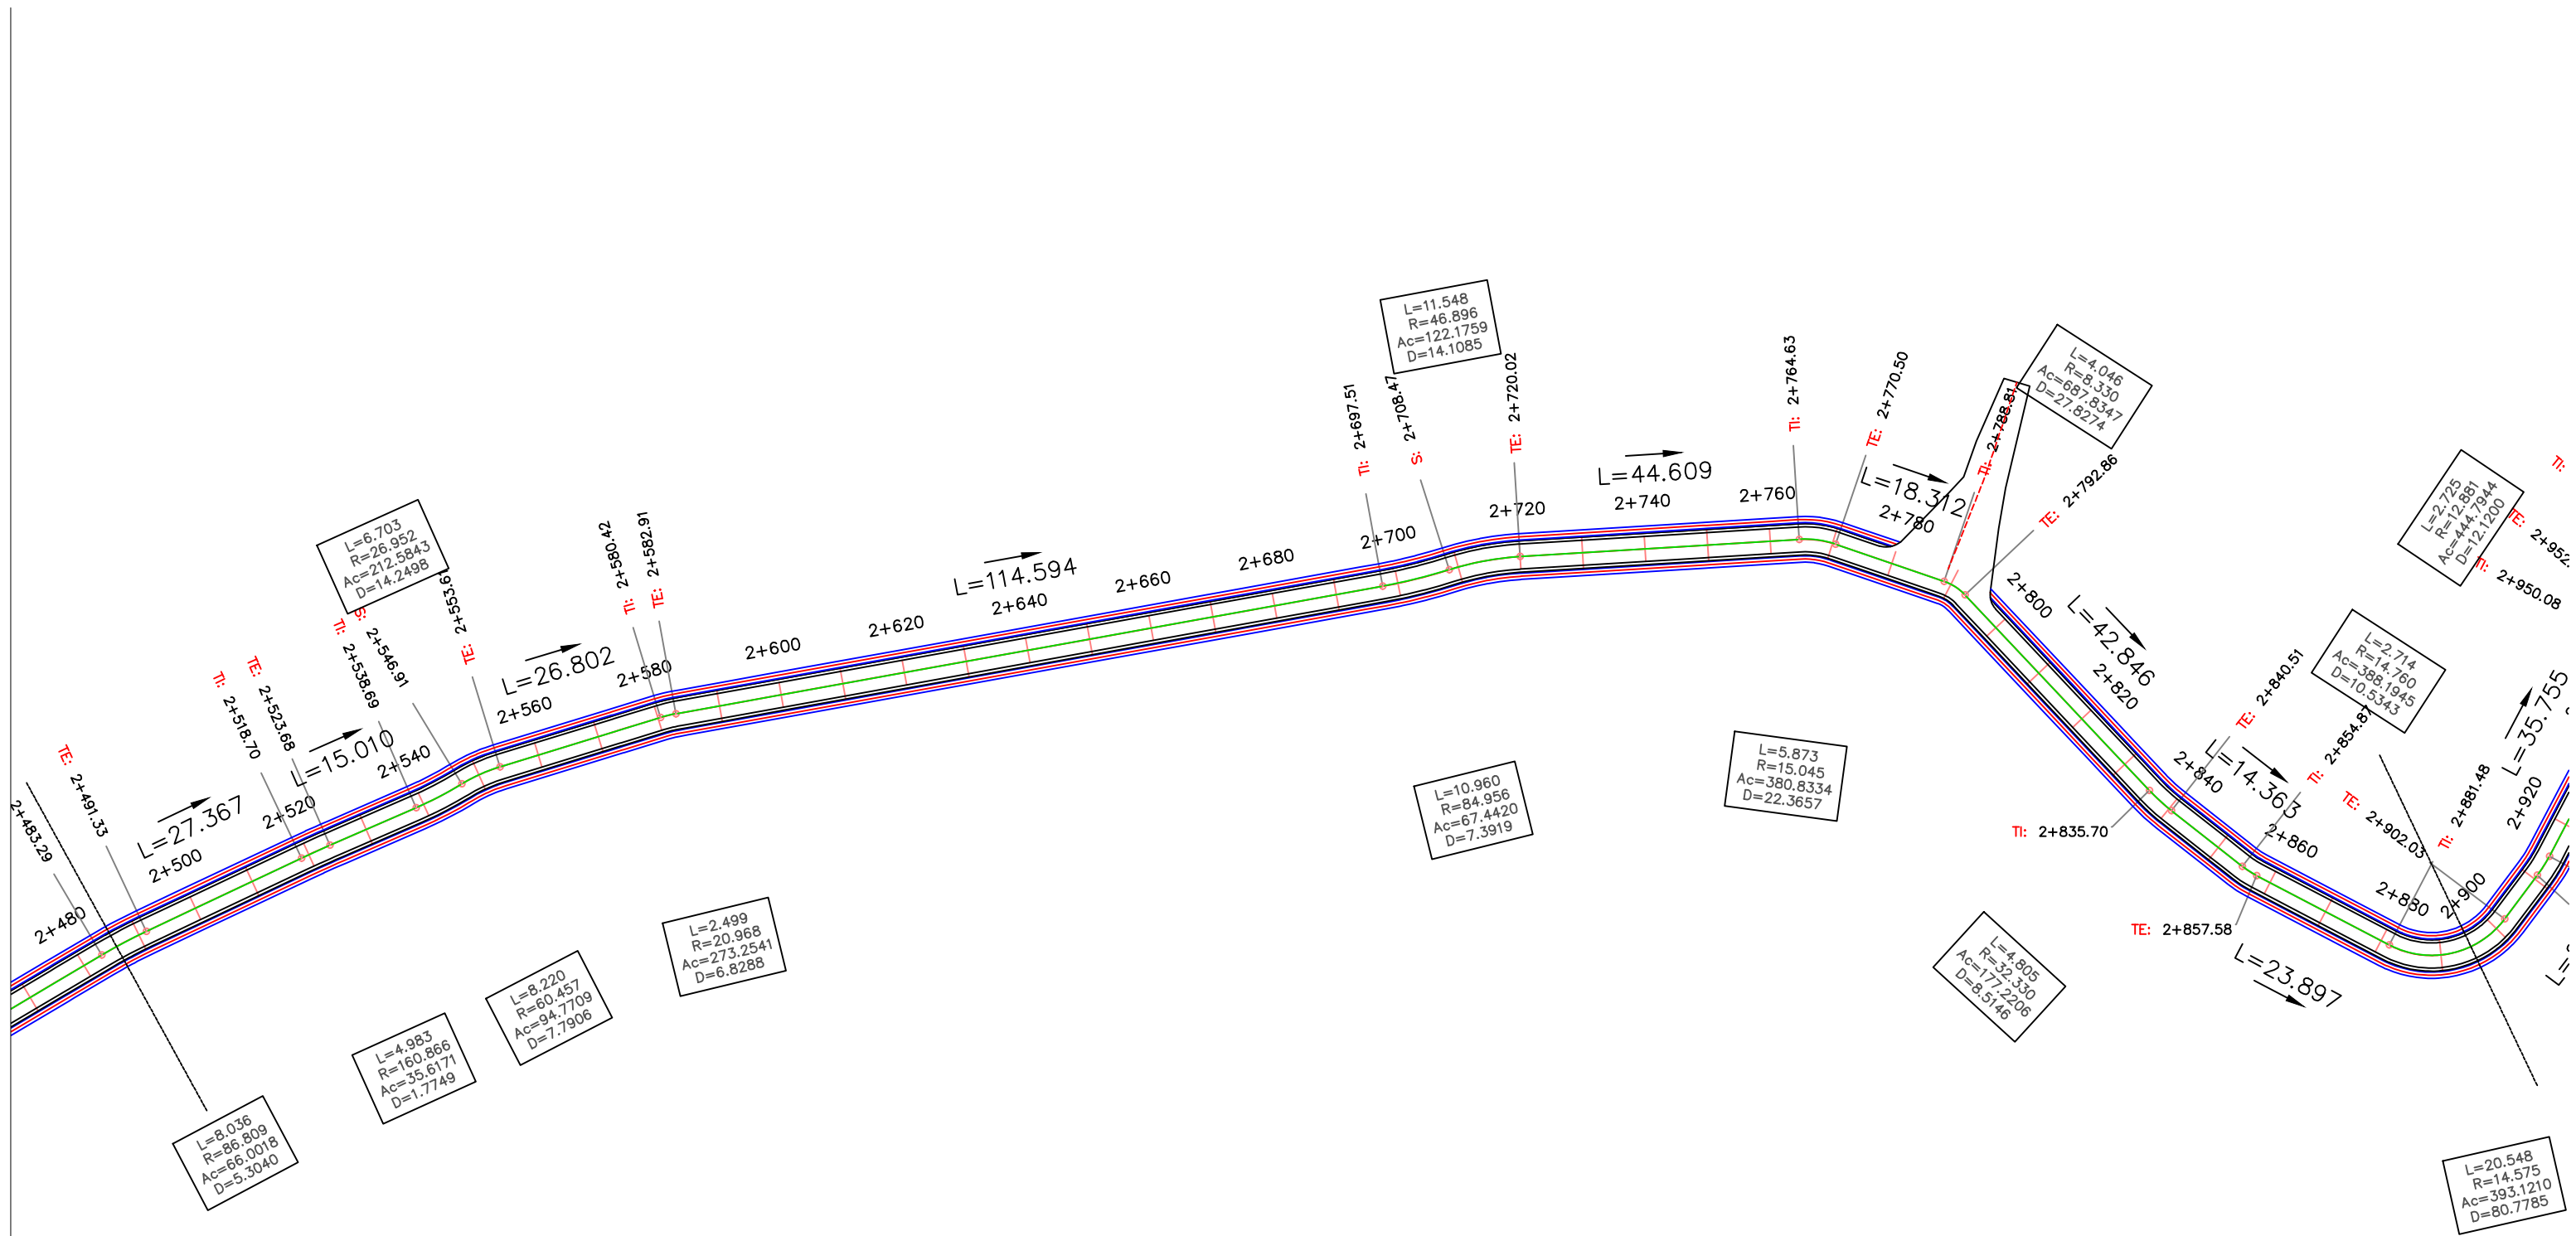 2+483.29
2+480
TE: 2+491.33
L=27.367
2+500
TI: 2+518.70
TE: 2+523.68
2+520
L=15.010
TI: 2+538.69
S: 2+546.91
2+540
L=6.703
R=26.952
Ac=212.5843
D=14.2498
TE:
2+560
L=26.802
TI: 2+580.42
TE: 2+582.91
2+580
2+600
2+620
L=114.594
2+640
2+660
2+680
TI: 2+697.51
2+700
S: 2+708.47
L=11.548
R=46.896
Ac=122.1759
D=14.1085
TE: 2+720.02
2+720
L=44.609
2+740
2+760
TI: 2+764.63
TE: 2+770.50
L=18.312
2+780
TI: 2+788.81
L=4.046
R=8.330
Ac=687.8347
D=27.8274
TE: 2+792.86
2+800
L=42.846
2+820
TI: 2+835.70
TE: 2+840.51
2+840
L=14.363
TI: 2+854.87
TE: 2+857.58
2+860
L=2.714
R=14.760
Ac=388.1945
D=10.5343
L=23.897
2+880
TI: 2+881.48
TE: 2+902.03
2+900
2+920
L=35.755
L=2.725
R=12.881
Ac=444.7944
D=12.1200
TI: 2+950.08
TE: 2+952.
TI:
L=8.036
R=86.809
Ac=66.0018
D=5.3040
L=4.983
R=160.866
Ac=35.6171
D=1.7749
L=8.220
R=60.457
Ac=94.7709
D=7.7906
L=2.499
R=20.968
Ac=273.2541
D=6.8288
L=10.960
R=84.956
Ac=67.4420
D=7.3919
L=5.873
R=15.045
Ac=380.8334
D=22.3657
L=4.805
R=32.330
Ac=177.2206
D=8.5146
L=20.548
R=14.575
Ac=393.1210
D=80.7785